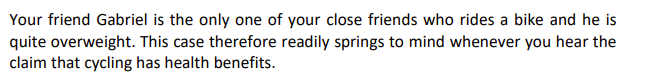 Your friend Gabriel is the only one of your close friends who rides a bike and he is
quite overweight. This case therefore readily springs to mind whenever you hear the
claim that cycling has health benefits.